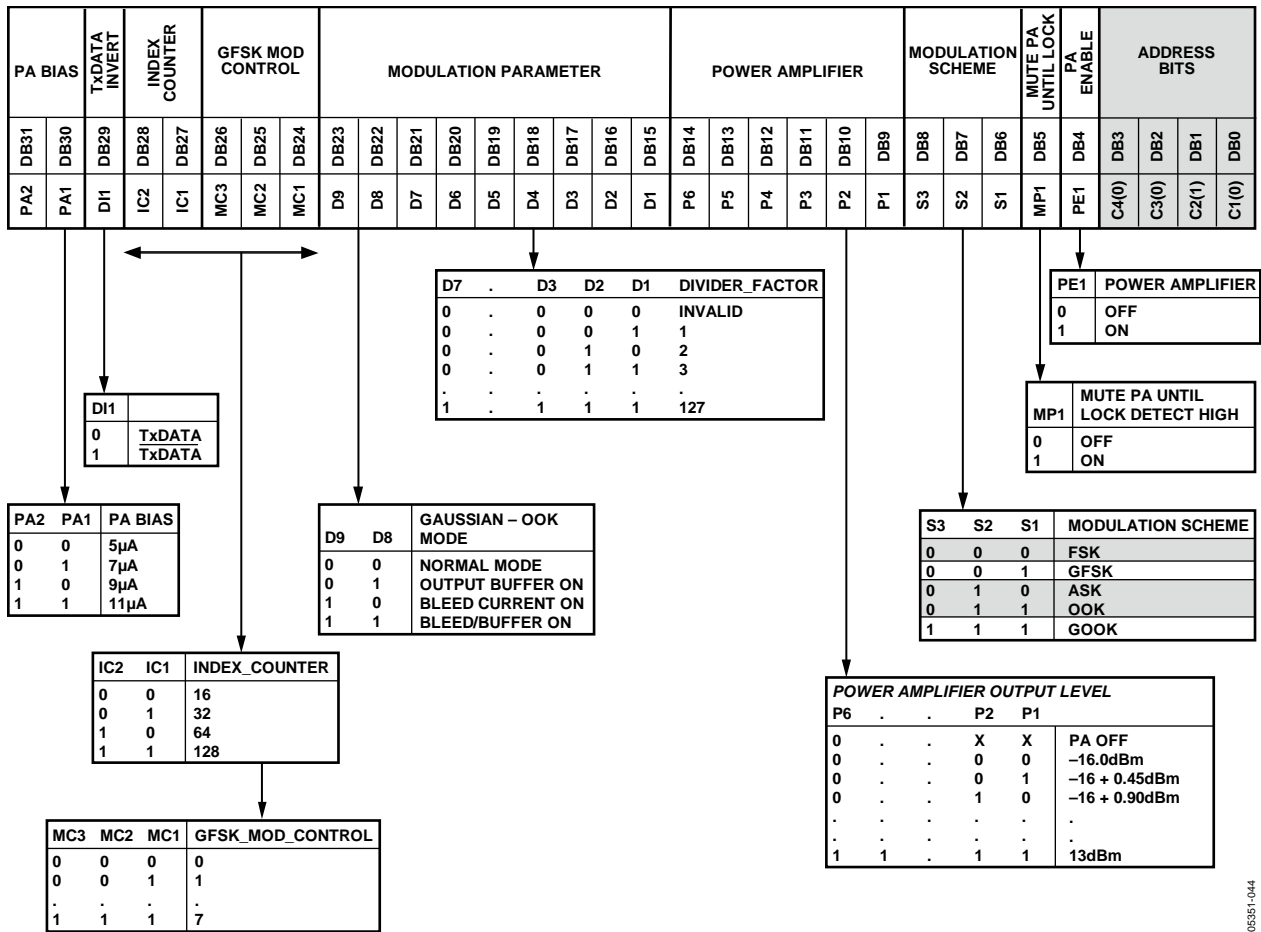 PA BIAS
TxDATA
INVERT
INDEX
COUNTER
GFSK MOD
CONTROL
MODULATION PARAMETER
POWER AMPLIFIER
MODULATION
SCHEME
MUTE PA
UNTIL LOCK
PA
ENABLE
ADDRESS
BITS
DB31 DB30 DB29 DB28 DB27 DB26 DB25 DB24 DB23 DB22 DB21 DB20 DB19 DB18 DB17 DB16 DB15 DB14 DB13 DB12 DB11 DB10 DB9 DB8 DB7 DB6 DB5 DB4 DB3 DB2 DB1 DB0
PA2 PA1 DI1 IC2 IC1 MC3 MC2 MC1 D9 D8 D7 D6 D5 D4 D3 D2 D1 P6 P5 P4 P3 P2 P1 S3 S2 S1 MP1 PE1 C4(0) C3(0) C2(1) C1(0)
D7 . D3 D2 D1 DIVIDER_FACTOR
0 . 0 0 0 INVALID
0 . 0 0 1 1
0 . 0 1 0 2
0 . 0 1 1 3
. . . . . .
1 . 1 1 1 127
PE1 POWER AMPLIFIER
0 OFF
1 ON
MP1 MUTE PA UNTIL
LOCK DETECT HIGH
0 OFF
1 ON
DI1
0 TxDATA
1 TxDATA
PA2 PA1 PA BIAS
0 0 5µA
0 1 7µA
1 0 9µA
1 1 11µA
D9 D8 GAUSSIAN – OOK
MODE
0 0 NORMAL MODE
0 1 OUTPUT BUFFER ON
1 0 BLEED CURRENT ON
1 1 BLEED/BUFFER ON
S3 S2 S1 MODULATION SCHEME
0 0 0 FSK
0 0 1 GFSK
0 1 0 ASK
0 1 1 OOK
1 1 1 GOOK
IC2 IC1 INDEX_COUNTER
0 0 16
0 1 32
1 0 64
1 1 128
POWER AMPLIFIER OUTPUT LEVEL
P6 . . P2 P1
0 . . X X PA OFF
0 . . 0 0 –16.0dBm
0 . . 0 1 –16 + 0.45dBm
0 . . 1 0 –16 + 0.90dBm
. . . . . .
. . . . . .
1 1 . 1 1 13dBm
MC3 MC2 MC1 GFSK_MOD_CONTROL
0 0 0 0
0 0 1 1
. . . .
1 1 1 7
05351-044